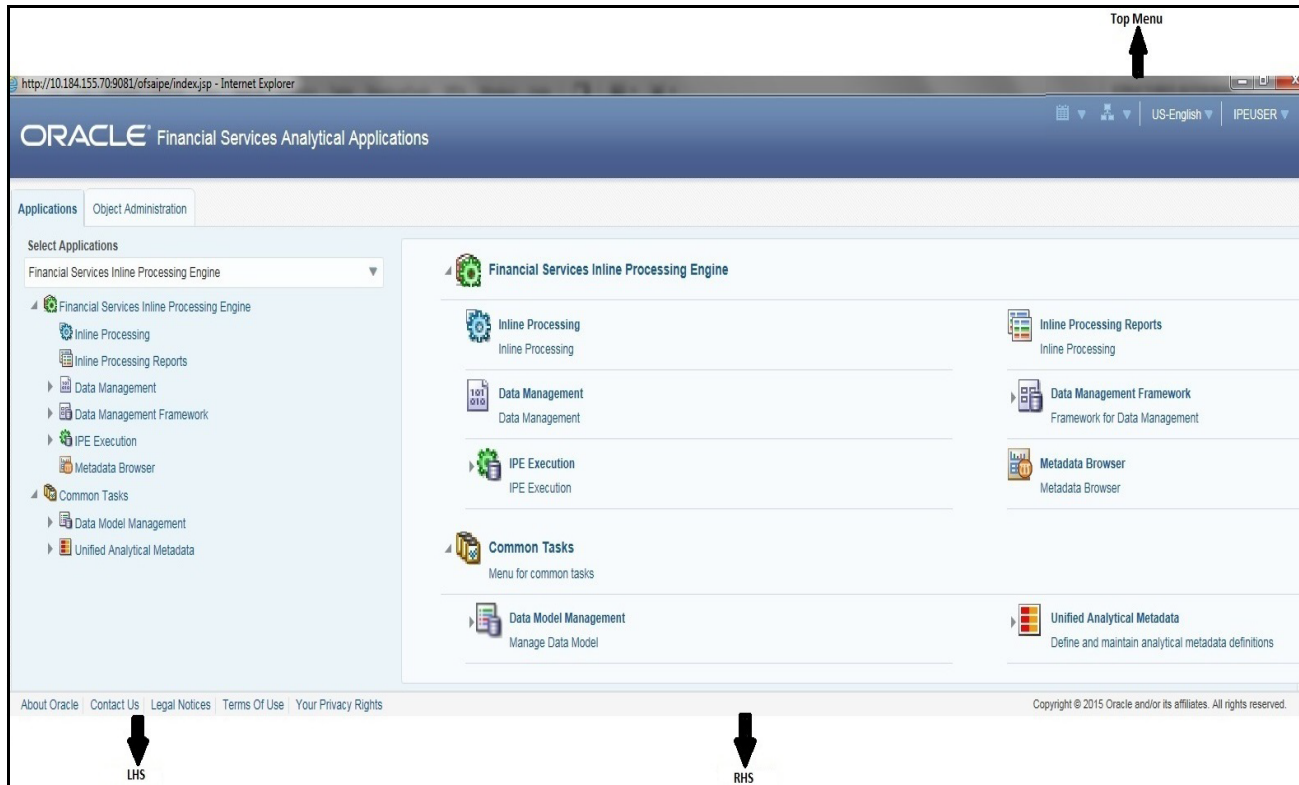 Top Menu
http://10.184.155.70:9081/ofsaipe/index.jsp - Internet Explorer
ORACLE® Financial Services Analytical Applications
US-English
IPEUSER
Applications
Object Administration
Select Applications
Financial Services Inline Processing Engine
Financial Services Inline Processing Engine
Inline Processing
Inline Processing Reports
Data Management
Data Management Framework
IPE Execution
Metadata Browser
Common Tasks
Data Model Management
Unified Analytical Metadata
Financial Services Inline Processing Engine
Inline Processing
Inline Processing
Inline Processing Reports
Inline Processing
101
010
Data Management
Data Management
Data Management Framework
Framework for Data Management
IPE Execution
IPE Execution
Metadata Browser
Metadata Browser
Common Tasks
Menu for common tasks
Data Model Management
Manage Data Model
Unified Analytical Metadata
Define and maintain analytical metadata definitions
About Oracle
Contact Us
Legal Notices
Terms Of Use
Your Privacy Rights
Copyright © 2015 Oracle and/or its affiliates. All rights reserved.
LHS
RHS